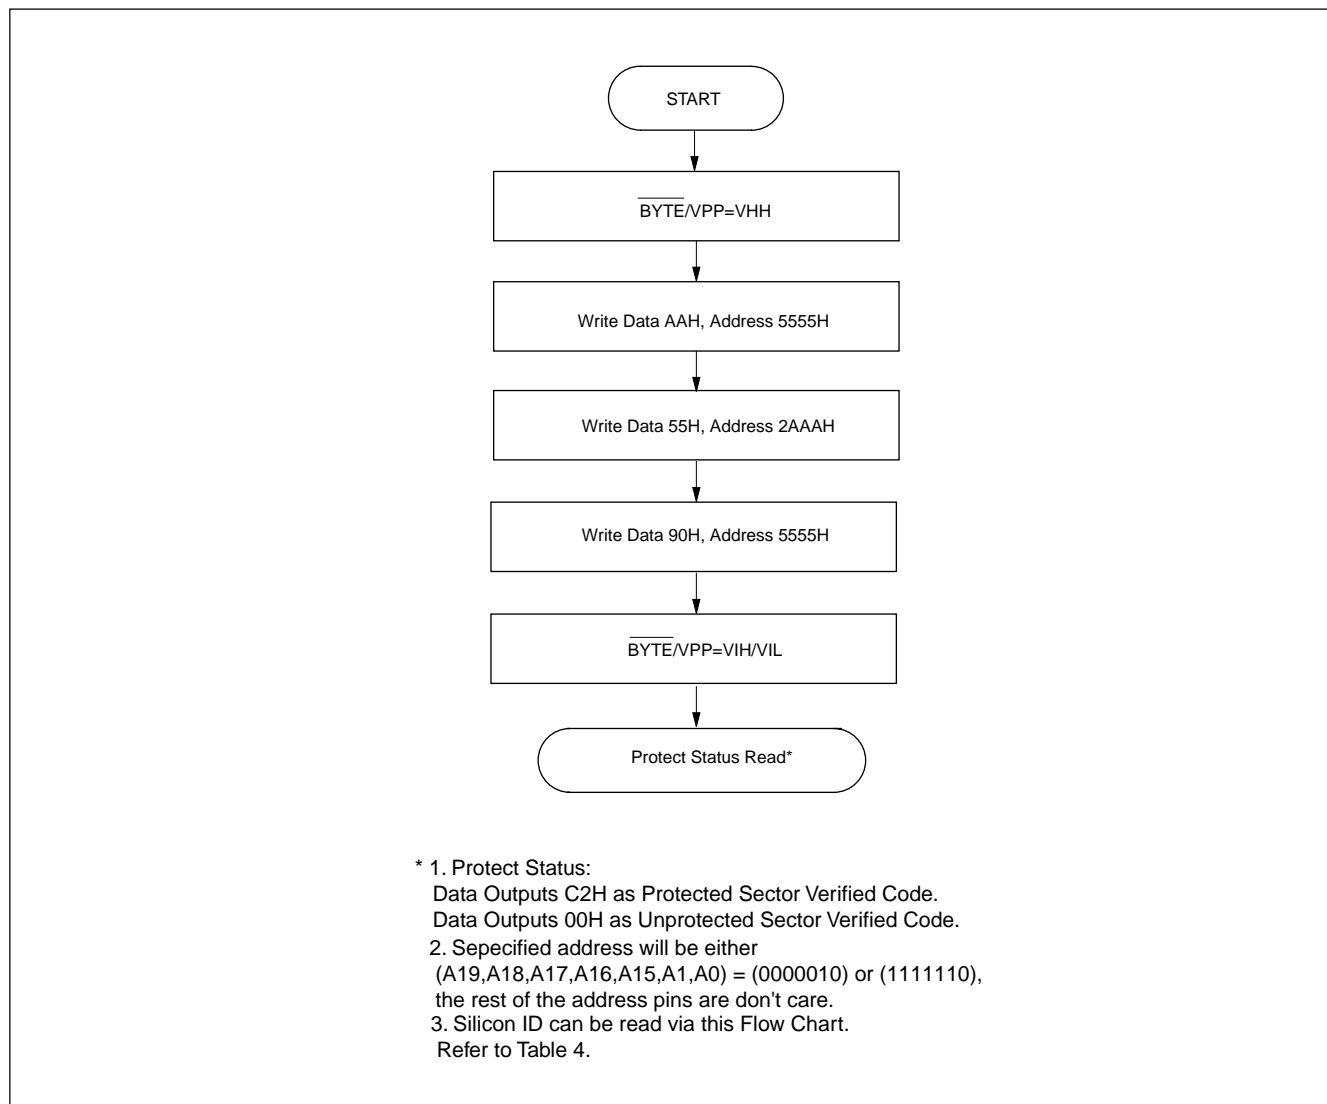 START
BYTE/VPP=VHH
Write Data AAH, Address 5555H
Write Data 55H, Address 2AAAH
Write Data 90H, Address 5555H
BYTE/VPP=VIH/VIL
Protect Status Read*
* 1. Protect Status:
Data Outputs C2H as Protected Sector Verified Code.
Data Outputs 00H as Unprotected Sector Verified Code.
2. Sepecified address will be either
(A19,A18,A17,A16,A15,A1,A0) = (0000010) or (1111110),
the rest of the address pins are don't care.
3. Silicon ID can be read via this Flow Chart.
Refer to Table 4.